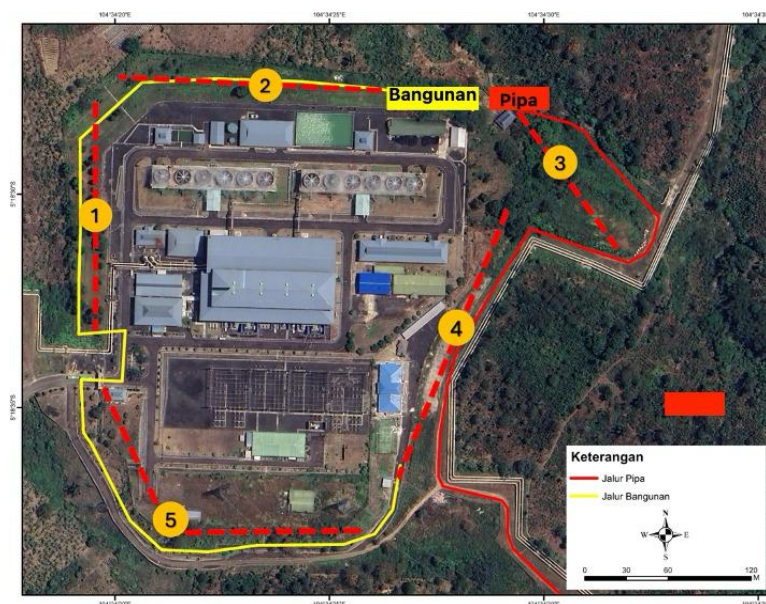 104°34'20"E
104°34'25"E
104°34'30"E
2
Bangunan
Pipa
3
1
4
5
Keterangan
Jalur Pipa
Jalur Bangunan
N
W
E
S
0 30 60 120
M